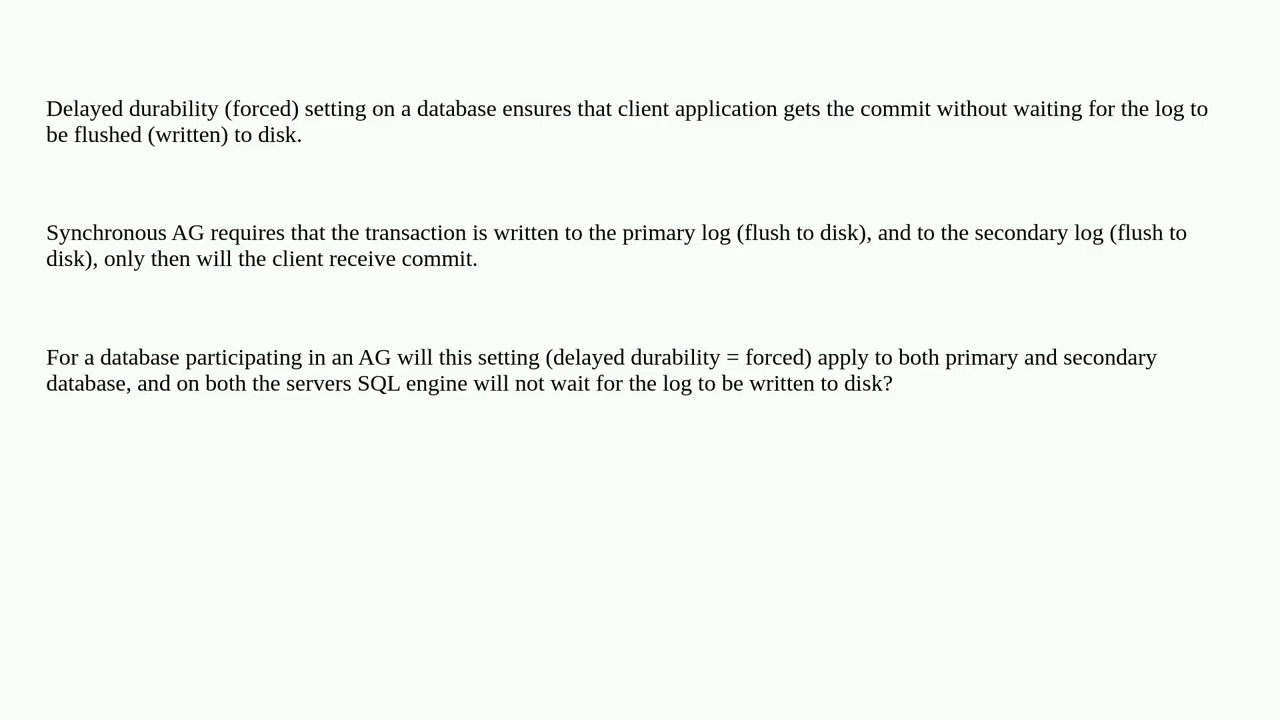 Delayed durability (forced) setting on a database ensures that client application gets the commit without waiting for the log to
be flushed (written) to disk.
Synchronous AG requires that the transaction is written to the primary log (flush to disk), and to the secondary log (flush to
disk), only then will the client receive commit.
For a database participating in an AG will this setting (delayed durability = forced) apply to both primary and secondary
database, and on both the servers SQL engine will not wait for the log to be written to disk?